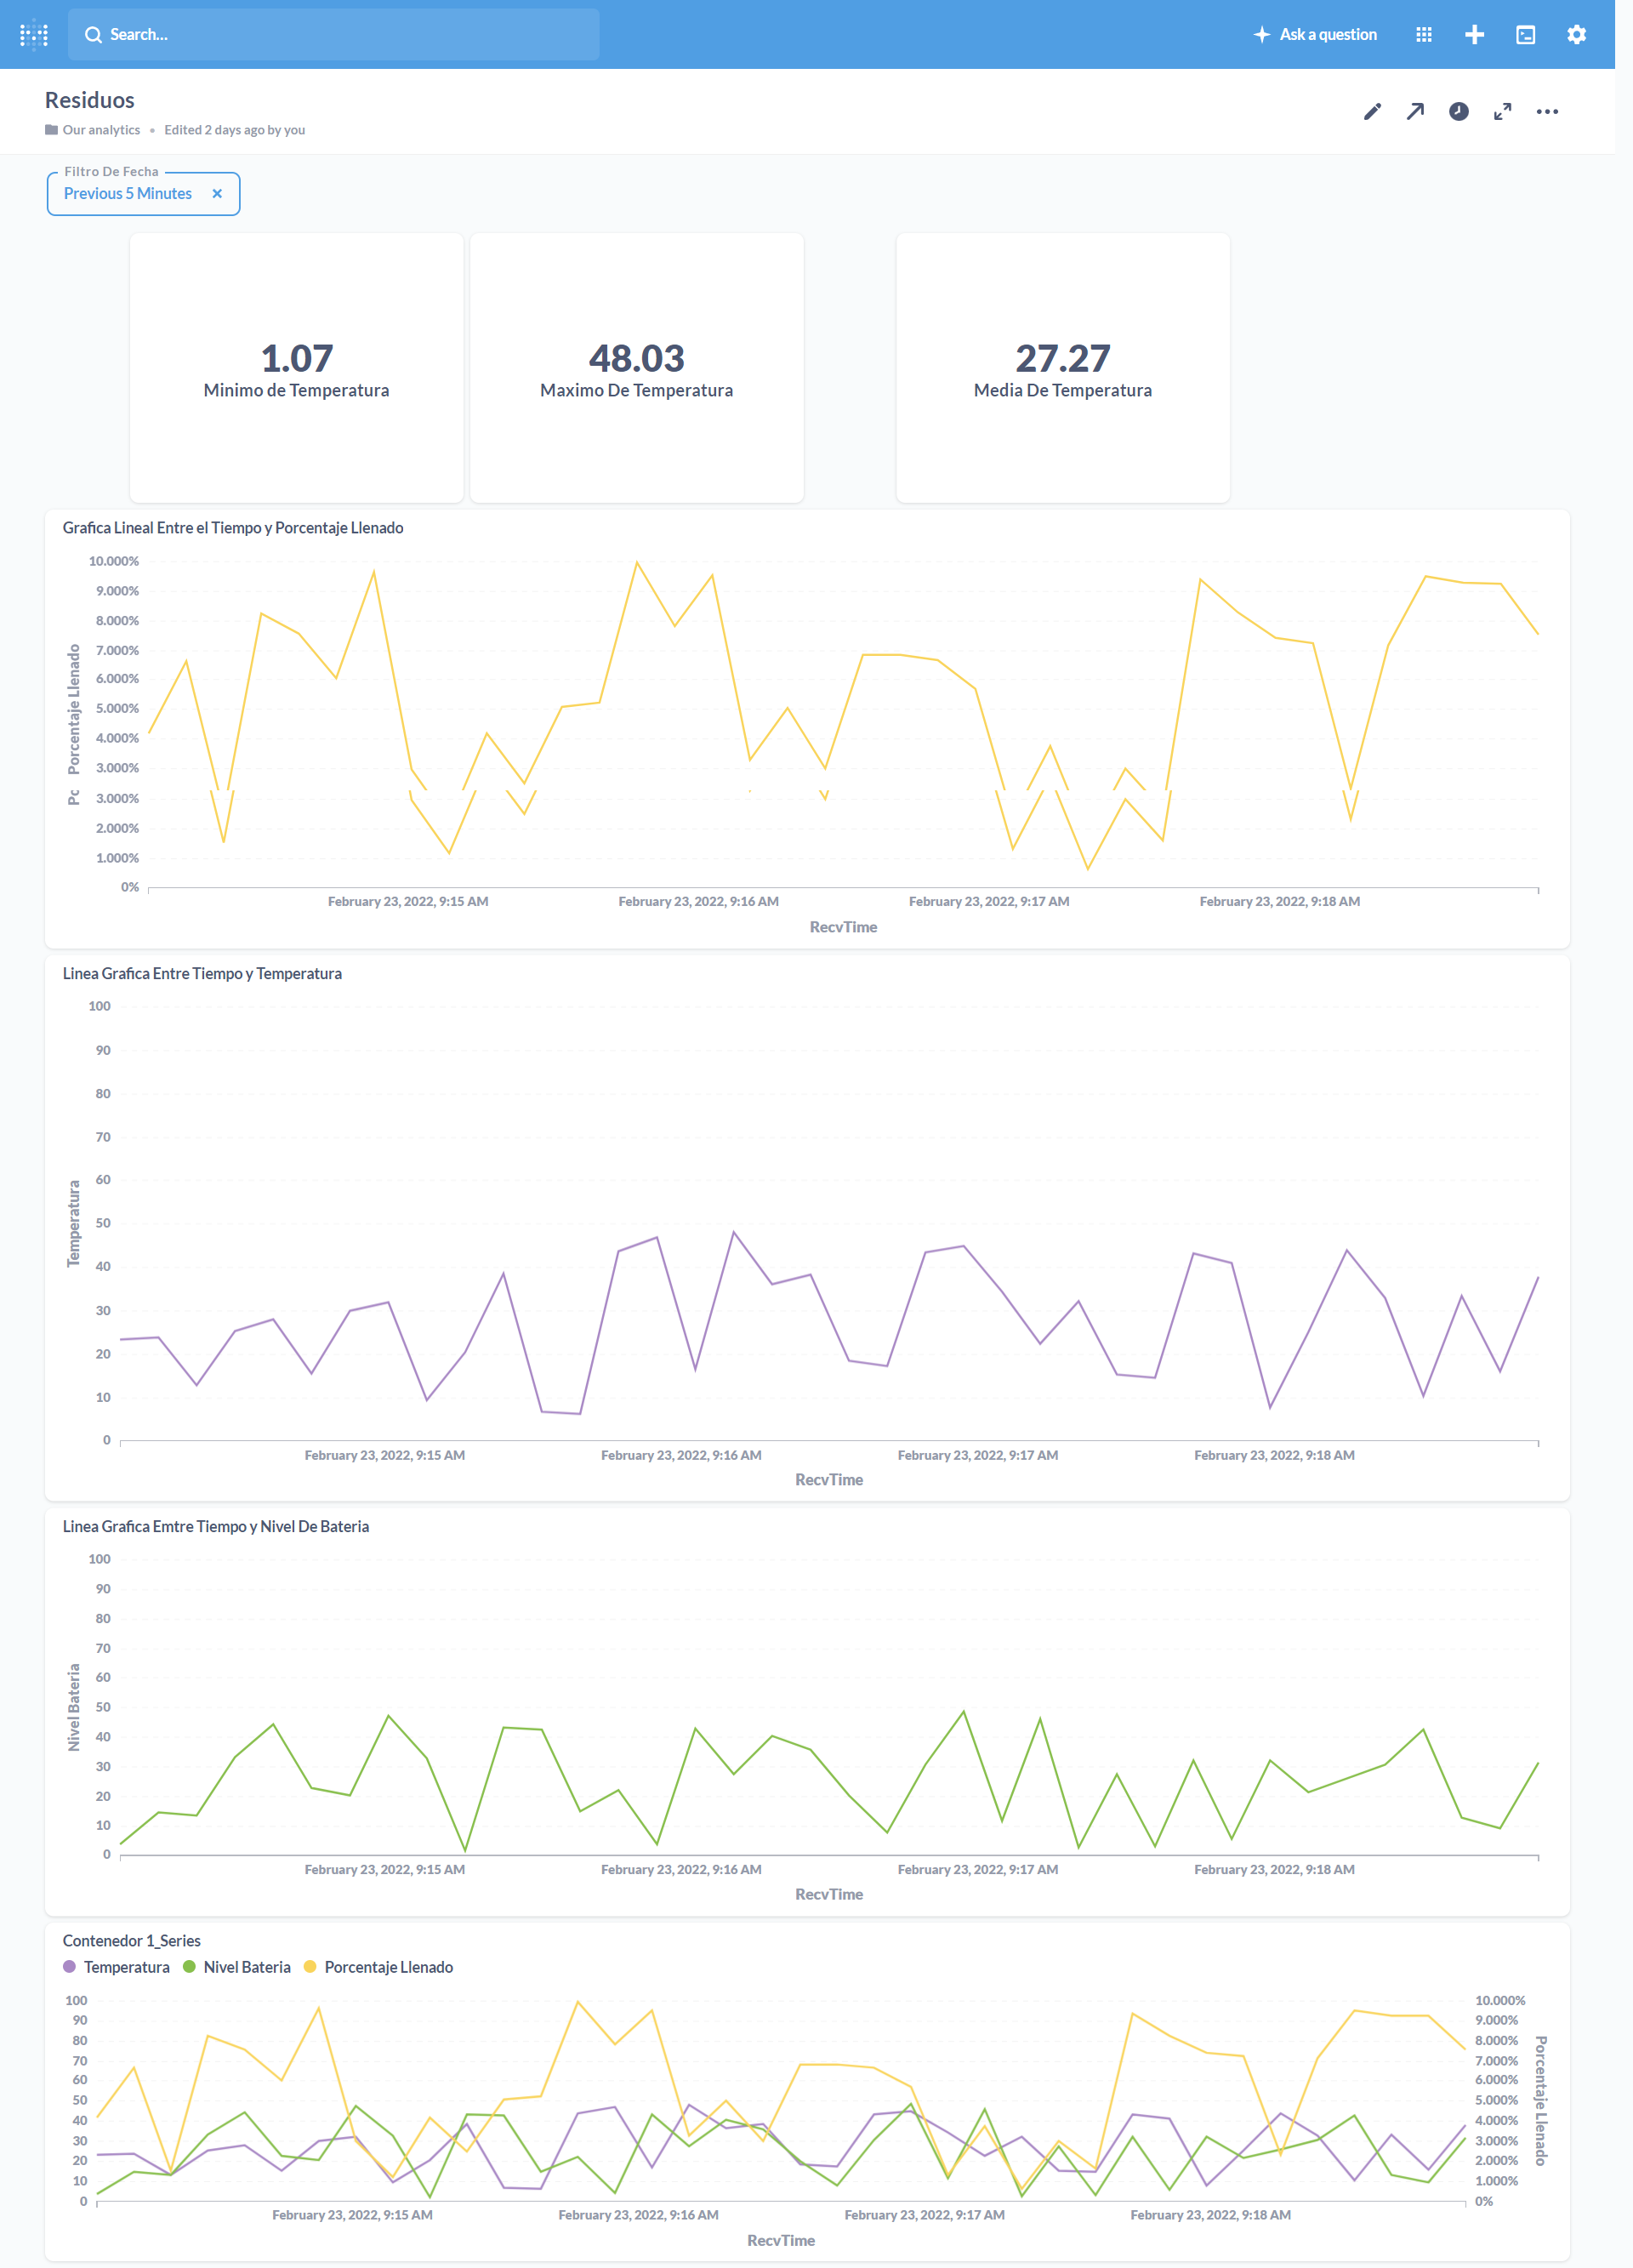 Search...
Ask a question
Residuos
Our analytics • Edited 2 days ago by you
Filtro De Fecha
Previous 5 Minutes ×
1.07
Minimo de Temperatura
48.03
Maximo De Temperatura
27.27
Media De Temperatura
Grafica Lineal Entre el Tiempo y Porcentaje Llenado
Porcentaje Llenado
10.000%
9.000%
8.000%
7.000%
6.000%
5.000%
4.000%
3.000%
3.000%
2.000%
1.000%
0%
February 23, 2022, 9:15 AM
February 23, 2022, 9:16 AM
February 23, 2022, 9:17 AM
February 23, 2022, 9:18 AM
RecvTime
Linea Grafica Entre Tiempo y Temperatura
Temperatura
100
90
80
70
60
50
40
30
20
10
0
February 23, 2022, 9:15 AM
February 23, 2022, 9:16 AM
February 23, 2022, 9:17 AM
February 23, 2022, 9:18 AM
RecvTime
Linea Grafica Emtre Tiempo y Nivel De Bateria
Nivel Bateria
100
90
80
70
60
50
40
30
20
10
0
February 23, 2022, 9:15 AM
February 23, 2022, 9:16 AM
February 23, 2022, 9:17 AM
February 23, 2022, 9:18 AM
RecvTime
Contenedor 1_Series
Temperatura Nivel Bateria Porcentaje Llenado
100
90
80
70
60
50
40
30
20
10
0
10.000%
9.000%
8.000%
7.000%
6.000%
5.000%
4.000%
3.000%
2.000%
1.000%
0%
Porcentaje Llenado
February 23, 2022, 9:15 AM
February 23, 2022, 9:16 AM
February 23, 2022, 9:17 AM
February 23, 2022, 9:18 AM
RecvTime